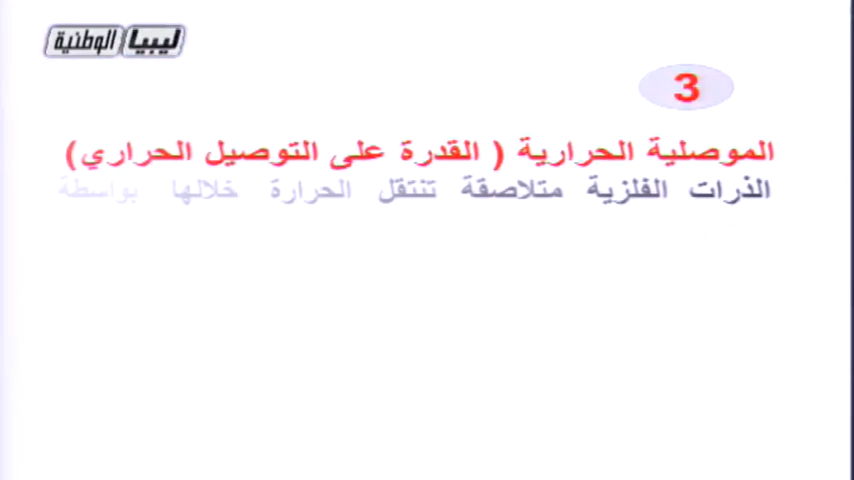 ليبيا الوطنية
3
الموصلية الحرارية ( القدرة على التوصيل الحراري)
الذرات الفلزية متلاصقة تنتقل الحرارة خلالها بواسطة